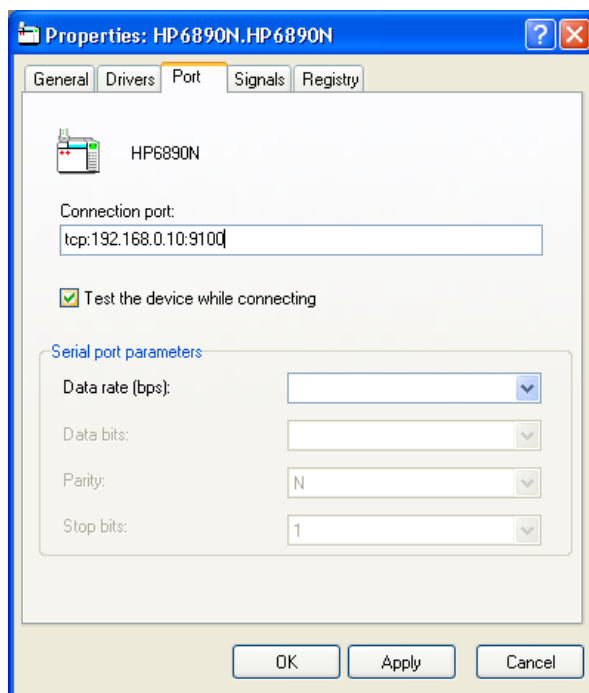 Properties: HP6890N.HP6890N
General Drivers Port Signals Registry
HP6890N
Connection port:
tcp:192.168.0.10:9100
Test the device while connecting
Serial port parameters
Data rate (bps):
Data bits:
Parity: N
Stop bits: 1
OK Apply Cancel